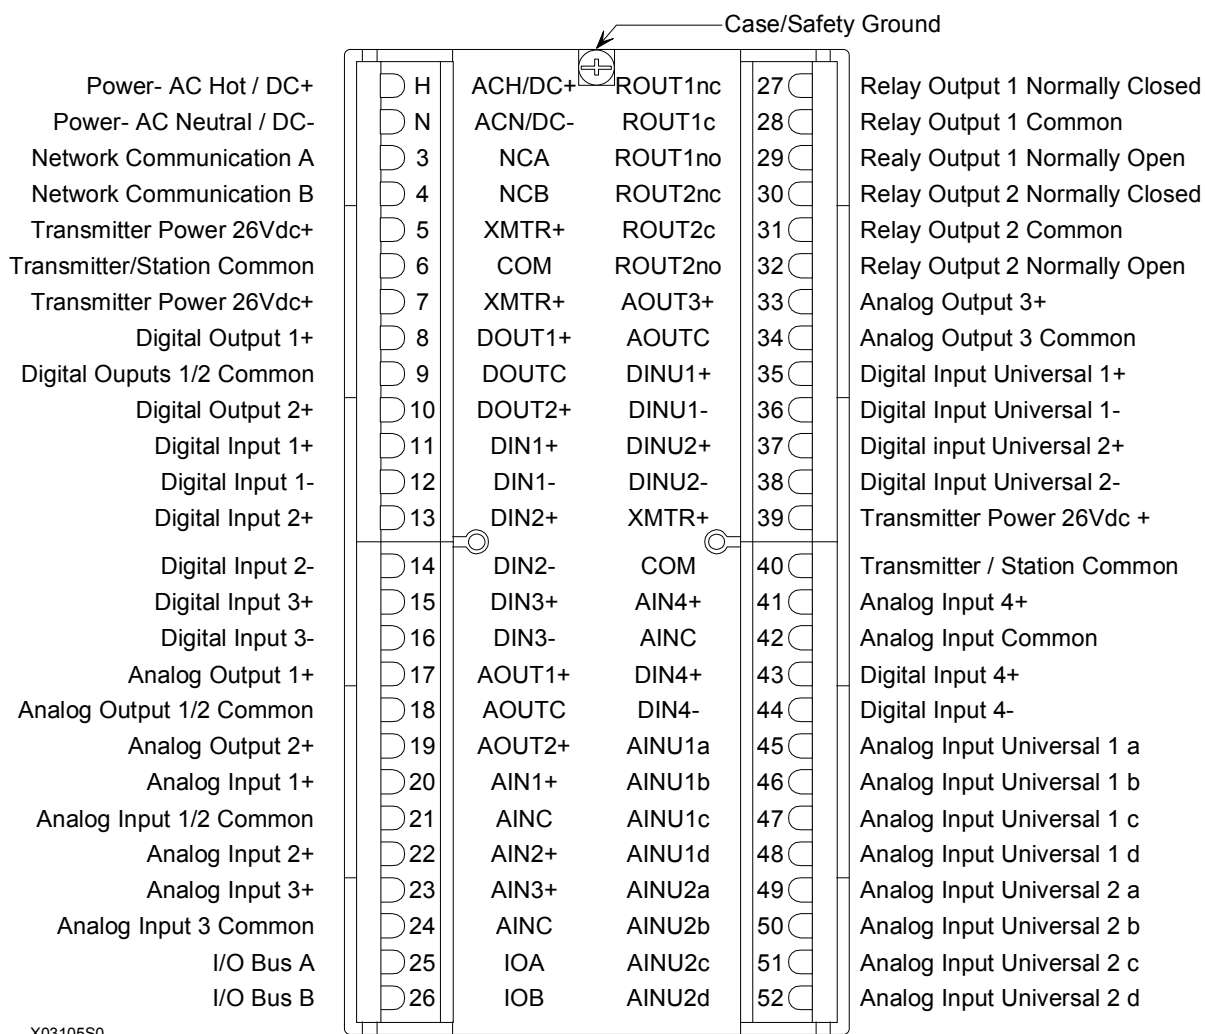 Case/Safety Ground
Power- AC Hot / DC+ H ACH/DC+ ROUT1nc 27 Relay Output 1 Normally Closed
Power- AC Neutral / DC- N ACN/DC- ROUT1c 28 Relay Output 1 Common
Network Communication A 3 NCA ROUT1no 29 Realy Output 1 Normally Open
Network Communication B 4 NCB ROUT2nc 30 Relay Output 2 Normally Closed
Transmitter Power 26Vdc+ 5 XMTR+ ROUT2c 31 Relay Output 2 Common
Transmitter/Station Common 6 COM ROUT2no 32 Relay Output 2 Normally Open
Transmitter Power 26Vdc+ 7 XMTR+ AOUT3+ 33 Analog Output 3+
Digital Output 1+ 8 DOUT1+ AOUTC 34 Analog Output 3 Common
Digital Ouputs 1/2 Common 9 DOUTC DINU1+ 35 Digital Input Universal 1+
Digital Output 2+ 10 DOUT2+ DINU1- 36 Digital Input Universal 1-
Digital Input 1+ 11 DIN1+ DINU2+ 37 Digital input Universal 2+
Digital Input 1- 12 DIN1- DINU2- 38 Digital Input Universal 2-
Digital Input 2+ 13 DIN2+ XMTR+ 39 Transmitter Power 26Vdc +
Digital Input 2- 14 DIN2- COM 40 Transmitter / Station Common
Digital Input 3+ 15 DIN3+ AIN4+ 41 Analog Input 4+
Digital Input 3- 16 DIN3- AINC 42 Analog Input Common
Analog Output 1+ 17 AOUT1+ DIN4+ 43 Digital Input 4+
Analog Output 1/2 Common 18 AOUTC DIN4- 44 Digital Input 4-
Analog Output 2+ 19 AOUT2+ AINU1a 45 Analog Input Universal 1 a
Analog Input 1+ 20 AIN1+ AINU1b 46 Analog Input Universal 1 b
Analog Input 1/2 Common 21 AINC AINU1c 47 Analog Input Universal 1 c
Analog Input 2+ 22 AIN2+ AINU1d 48 Analog Input Universal 1 d
Analog Input 3+ 23 AIN3+ AINU2a 49 Analog Input Universal 2 a
Analog Input 3 Common 24 AINC AINU2b 50 Analog Input Universal 2 b
I/O Bus A 25 IOA AINU2c 51 Analog Input Universal 2 c
I/O Bus B 26 IOB AINU2d 52 Analog Input Universal 2 d
X03105S0